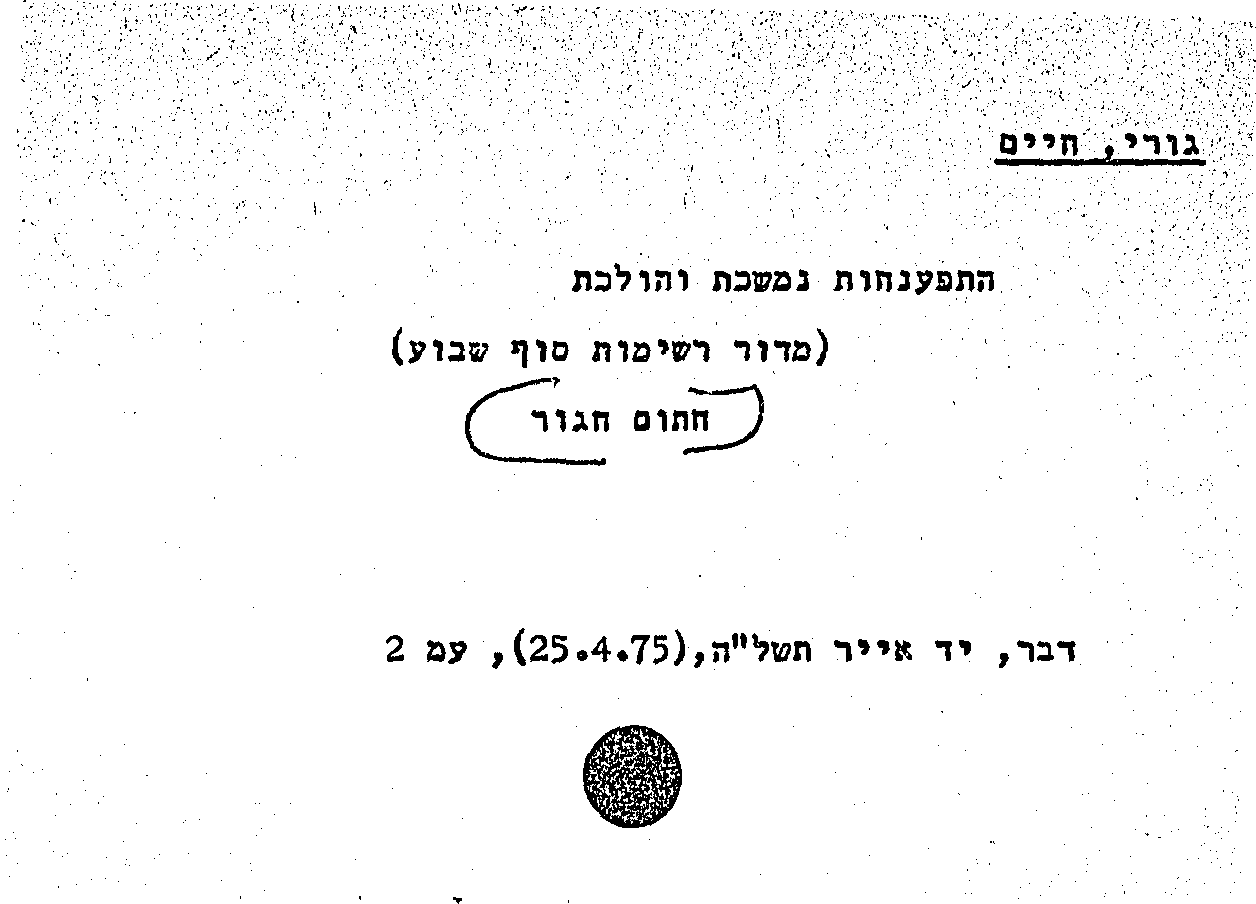 גורי, חיים
התפענחות נמשכת והולכת
(מדור רשימות סוף שבוע)
חתום חגור
דבר, יד אייר תשל"ה,(25.4.75), עמ 2